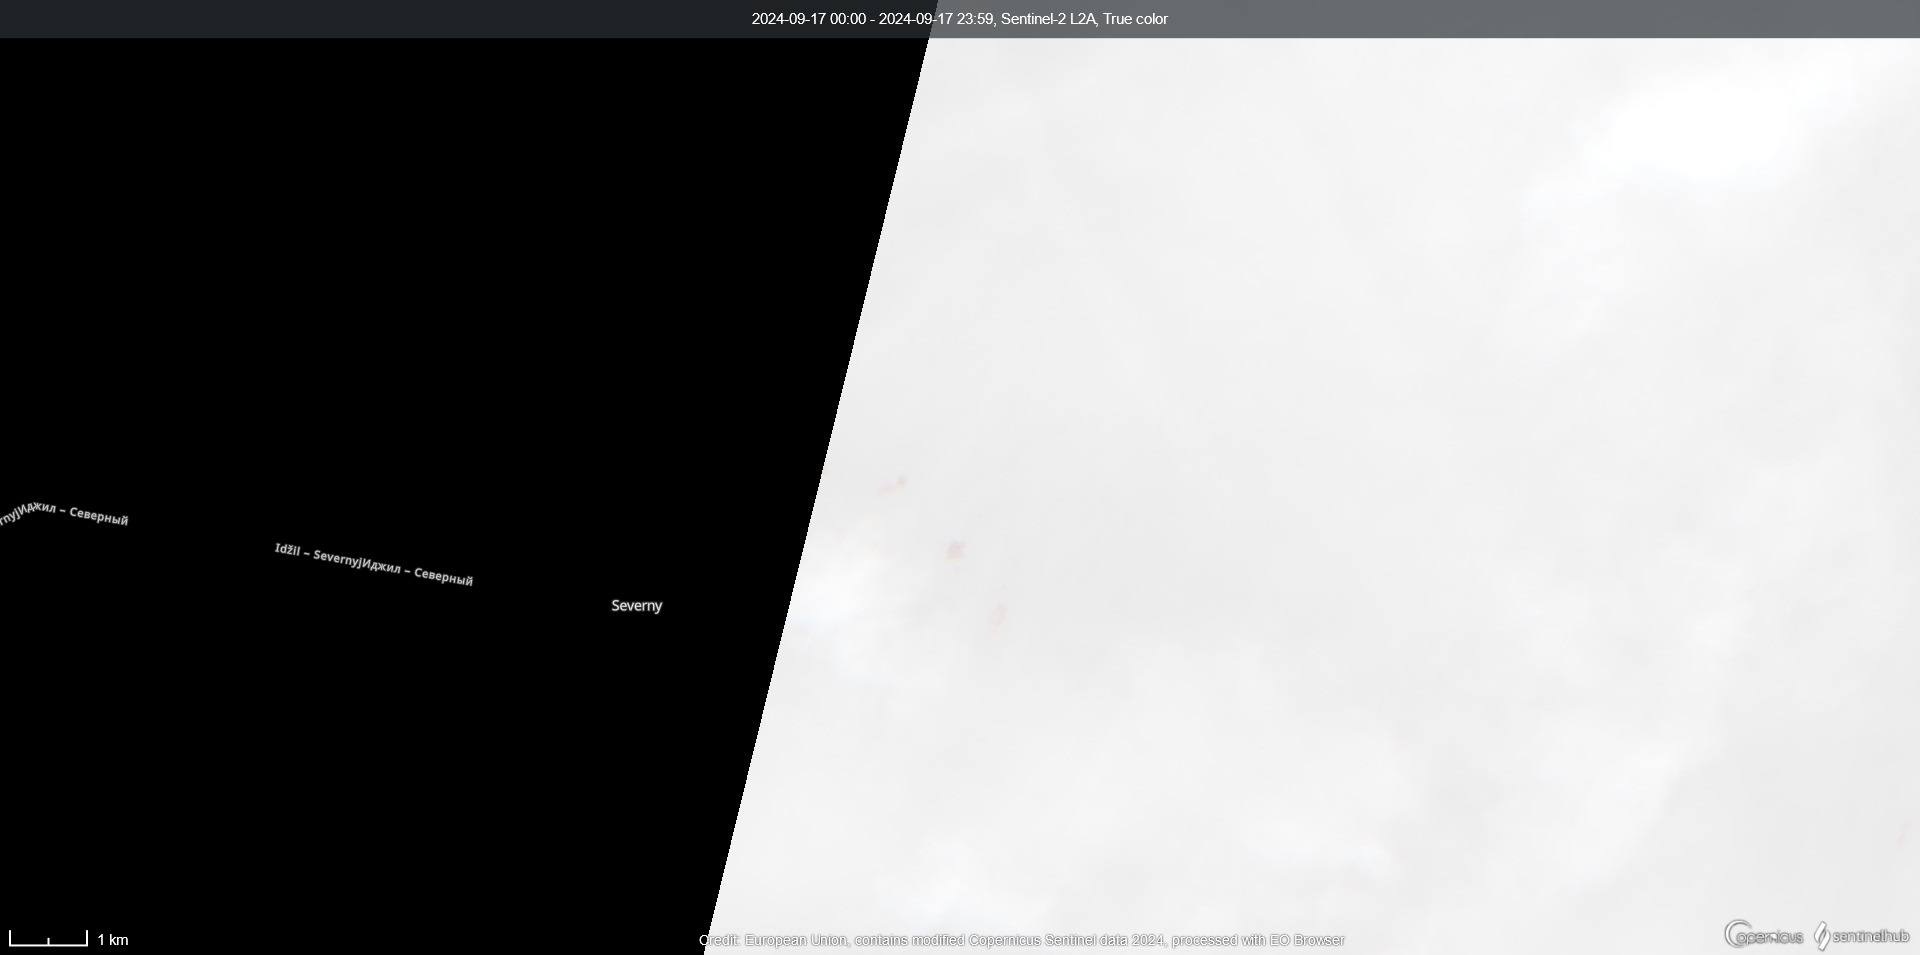 2024-09-17 00:00 - 2024-09-17 23:59, Sentinel-2 L2A, True color
rnyjИджил – Северный
Idžil – SevernyjИджил – Северный
Severny
1 km
Credit: European Union, contains modified Copernicus Sentinel data 2024, processed with EO Browser
Copernicus
sentinelhub